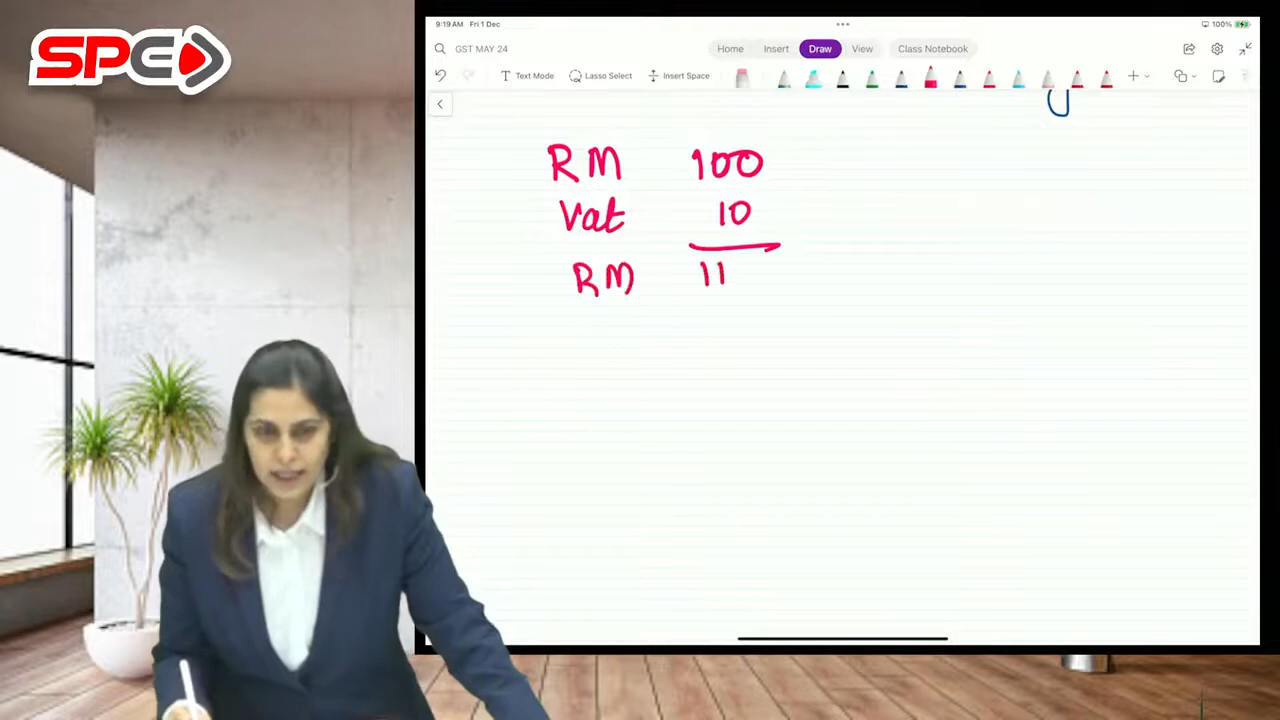 SPED
9:19 AM Fri 1 Dec
100%
GST MAY 24
Home Insert Draw View Class Notebook
Text Mode Lasso Select Insert Space
RM 100
Vat 10
RM 11